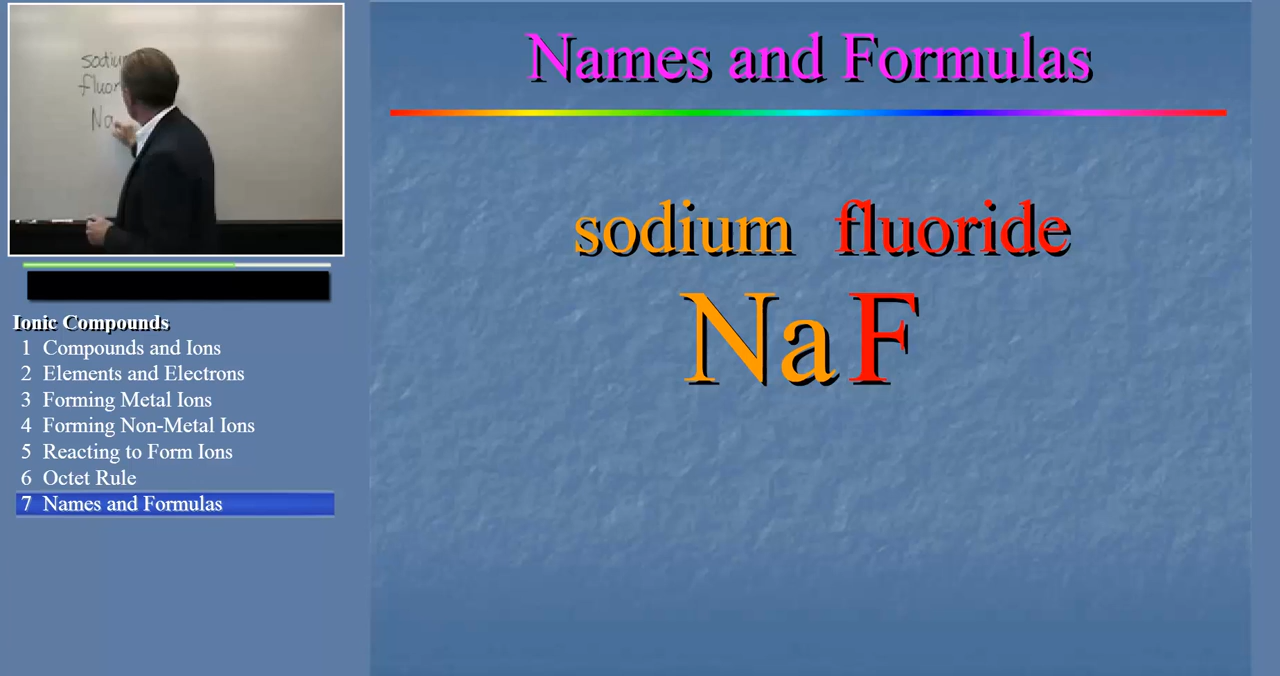 Names and Formulas
sodium fluoride
NaF
Na
Ionic Compounds
1 Compounds and Ions
2 Elements and Electrons
3 Forming Metal Ions
4 Forming Non-Metal Ions
5 Reacting to Form Ions
6 Octet Rule
7 Names and Formulas